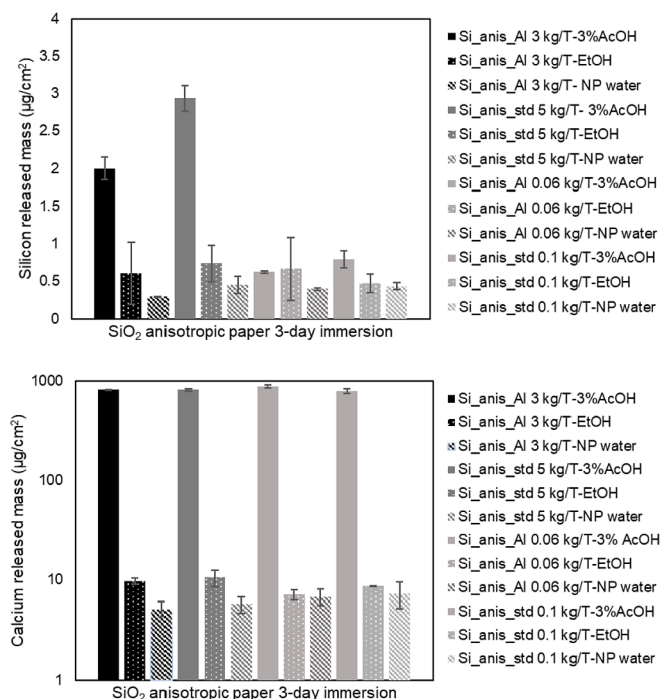 4
3.5
3
2.5
2
1.5
1
0.5
0
Silicon released mass (µg/cm²)
SiO₂ anisotropic paper 3-day immersion
Si_anis_Al 3 kg/T-3%AcOH
Si_anis_Al 3 kg/T-EtOH
Si_anis_Al 3 kg/T- NP water
Si_anis_std 5 kg/T- 3%AcOH
Si_anis_std 5 kg/T-EtOH
Si_anis_std 5 kg/T-NP water
Si_anis_Al 0.06 kg/T-3%AcOH
Si_anis_Al 0.06 kg/T-EtOH
Si_anis_Al 0.06 kg/T-NP water
Si_anis_std 0.1 kg/T-3%AcOH
Si_anis_std 0.1 kg/T-EtOH
Si_anis_std 0.1 kg/T-NP water
1000
100
10
1
Calcium released mass (µg/cm²)
SiO₂ anisotropic paper 3-day immersion
Si_anis_Al 3 kg/T-3%AcOH
Si_anis_Al 3 kg/T-EtOH
Si_anis_Al 3 kg/T-NP water
Si_anis_std 5 kg/T-3%AcOH
Si_anis_std 5 kg/T-EtOH
Si_anis_std 5 kg/T-NP water
Si_anis_Al 0.06 kg/T-3% AcOH
Si_anis_Al 0.06 kg/T-EtOH
Si_anis_Al 0.06 kg/T-NP water
Si_anis_std 0.1 kg/T-3%AcOH
Si_anis_std 0.1 kg/T-EtOH
Si_anis_std 0.1 kg/T-NP water